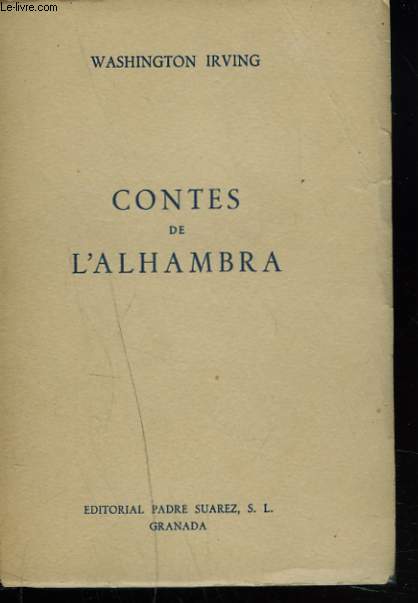 Le-livre.com
WASHINGTON IRVING
CONTES
DE
L'ALHAMBRA
EDITORIAL PADRE SUAREZ, S. L.
GRANADA